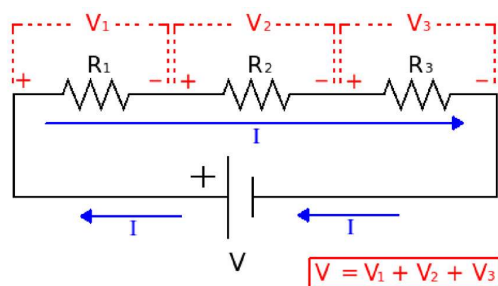 V₁ V₂ V₃
+ − + − + −
R₁ R₂ R₃
I
+
I I
V
V = V₁ + V₂ + V₃